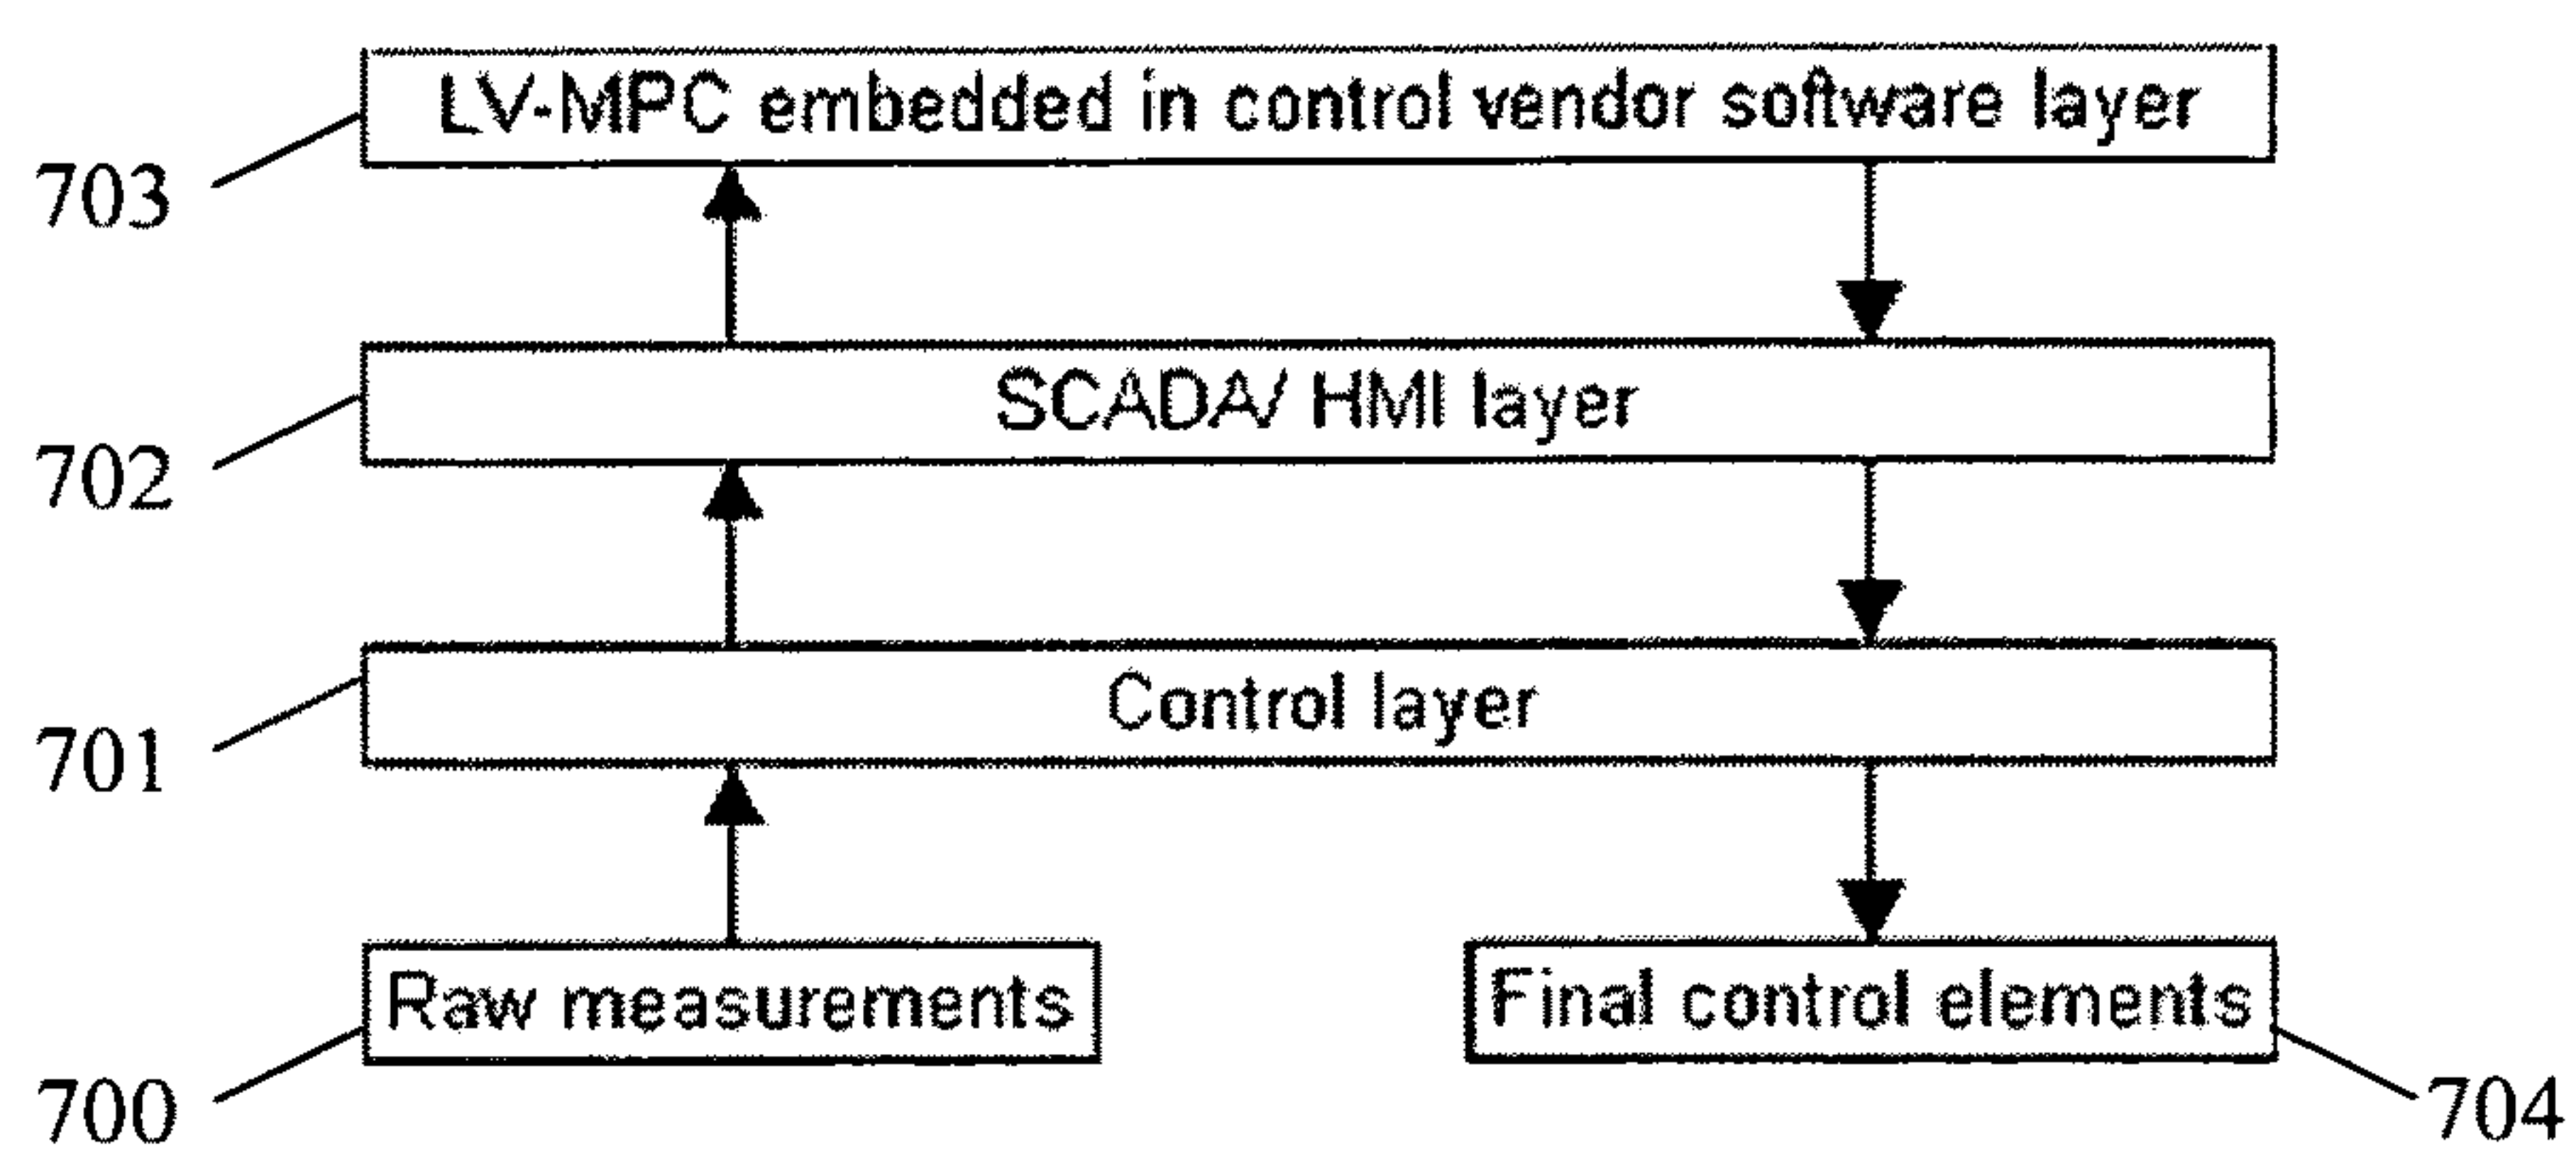 LV-MPC embedded in control vendor software layer
703
SCADA/ HMI layer
702
Control layer
701
Raw measurements
Final control elements
700
704